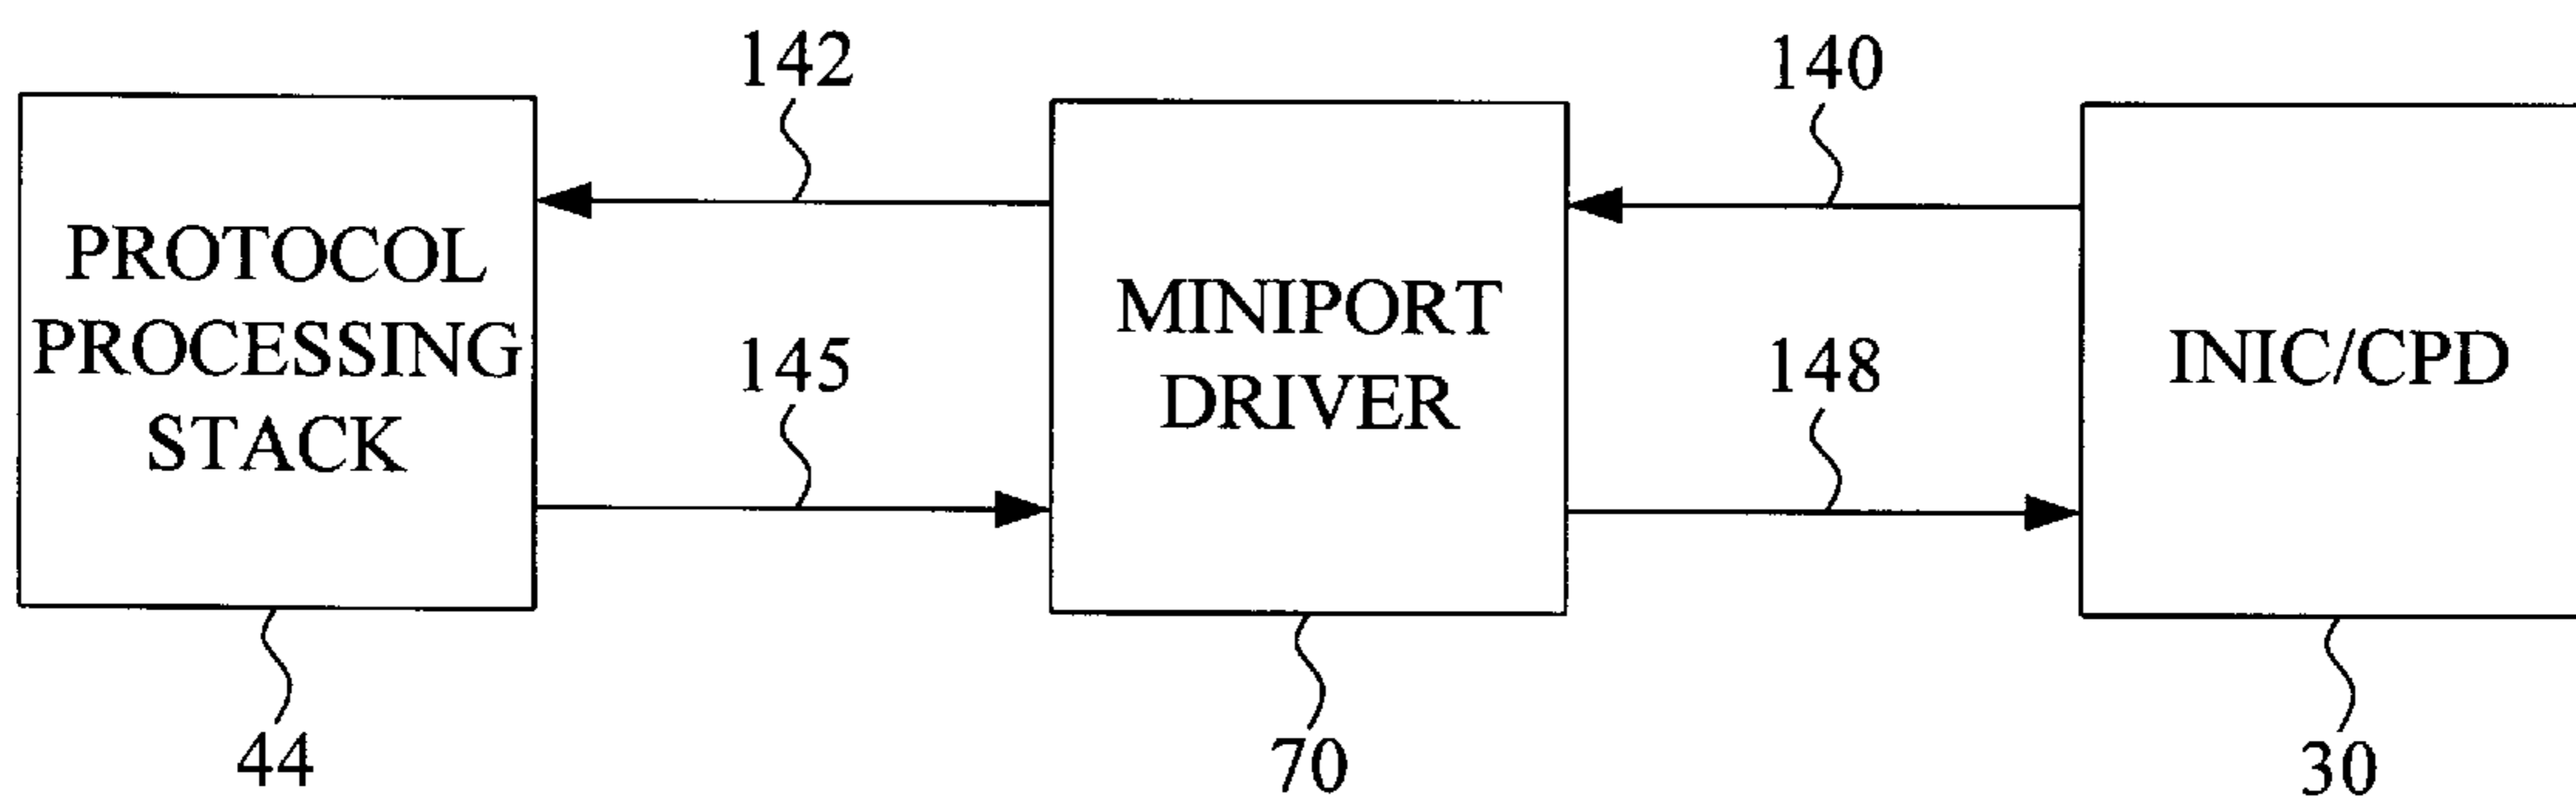 142
140
PROTOCOL
PROCESSING
STACK
MINIPORT
DRIVER
INIC/CPD
145
148
44
70
30